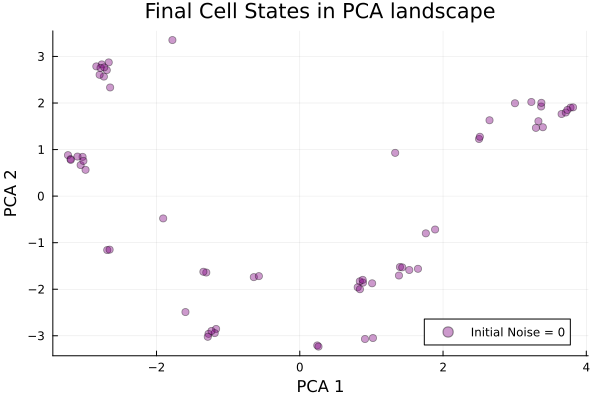 Final Cell States in PCA landscape
3
2
1
0
−1
−2
−3
PCA 2
−2
0
2
4
PCA 1
Initial Noise = 0